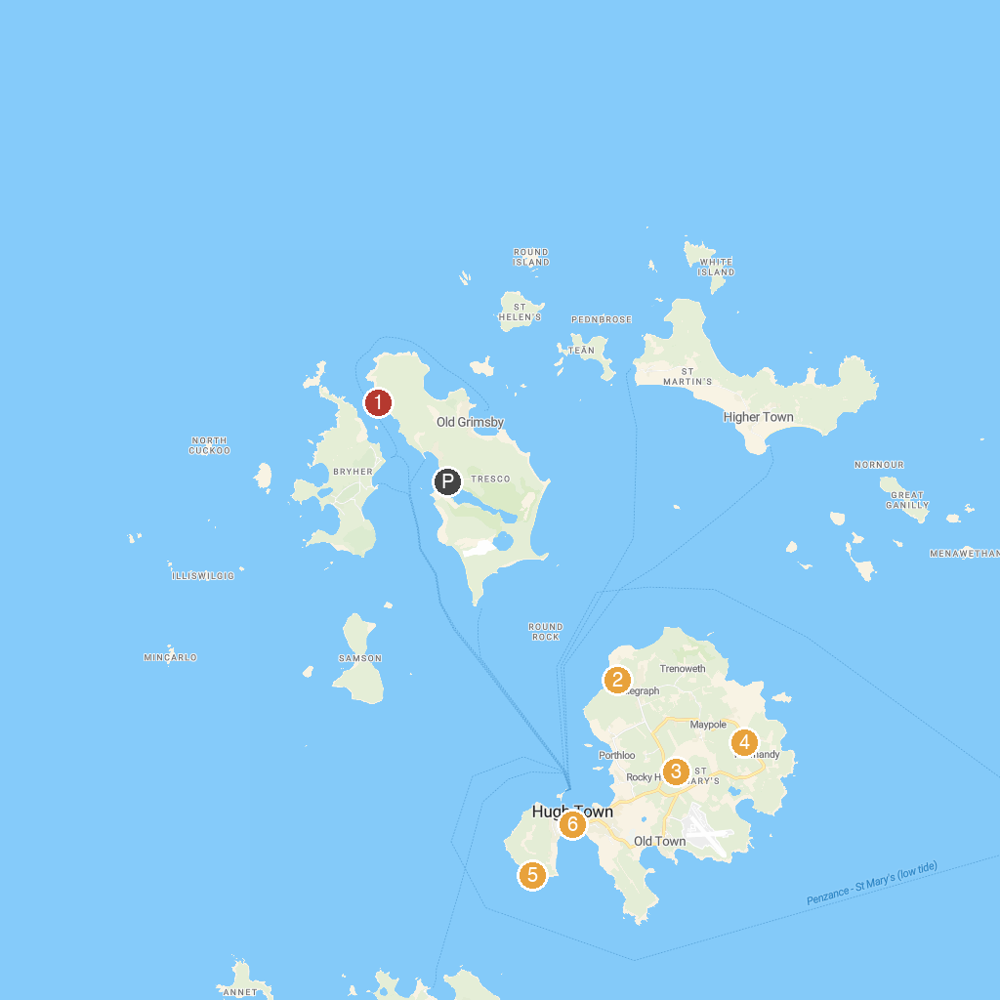 ROUND
ISLAND
WHITE
ISLAND
ST
HELEN'S
PEDNBROSE
TEÄN
ST
MARTIN'S
1
Old Grimsby
Higher Town
NORTH
CUCKOO
BRYHER
P
TRESCO
NORNOUR
GREAT
GANILLY
MENAWETHAN
ILLISWILGIG
ROUND
ROCK
MINCARLO
SAMSON
Trenoweth
2
Maypole
4
Porthloo
3
ST
Rocky H
6
Hugh Town
Old Town
5
Penzance - St Mary's (low tide)
ANNET